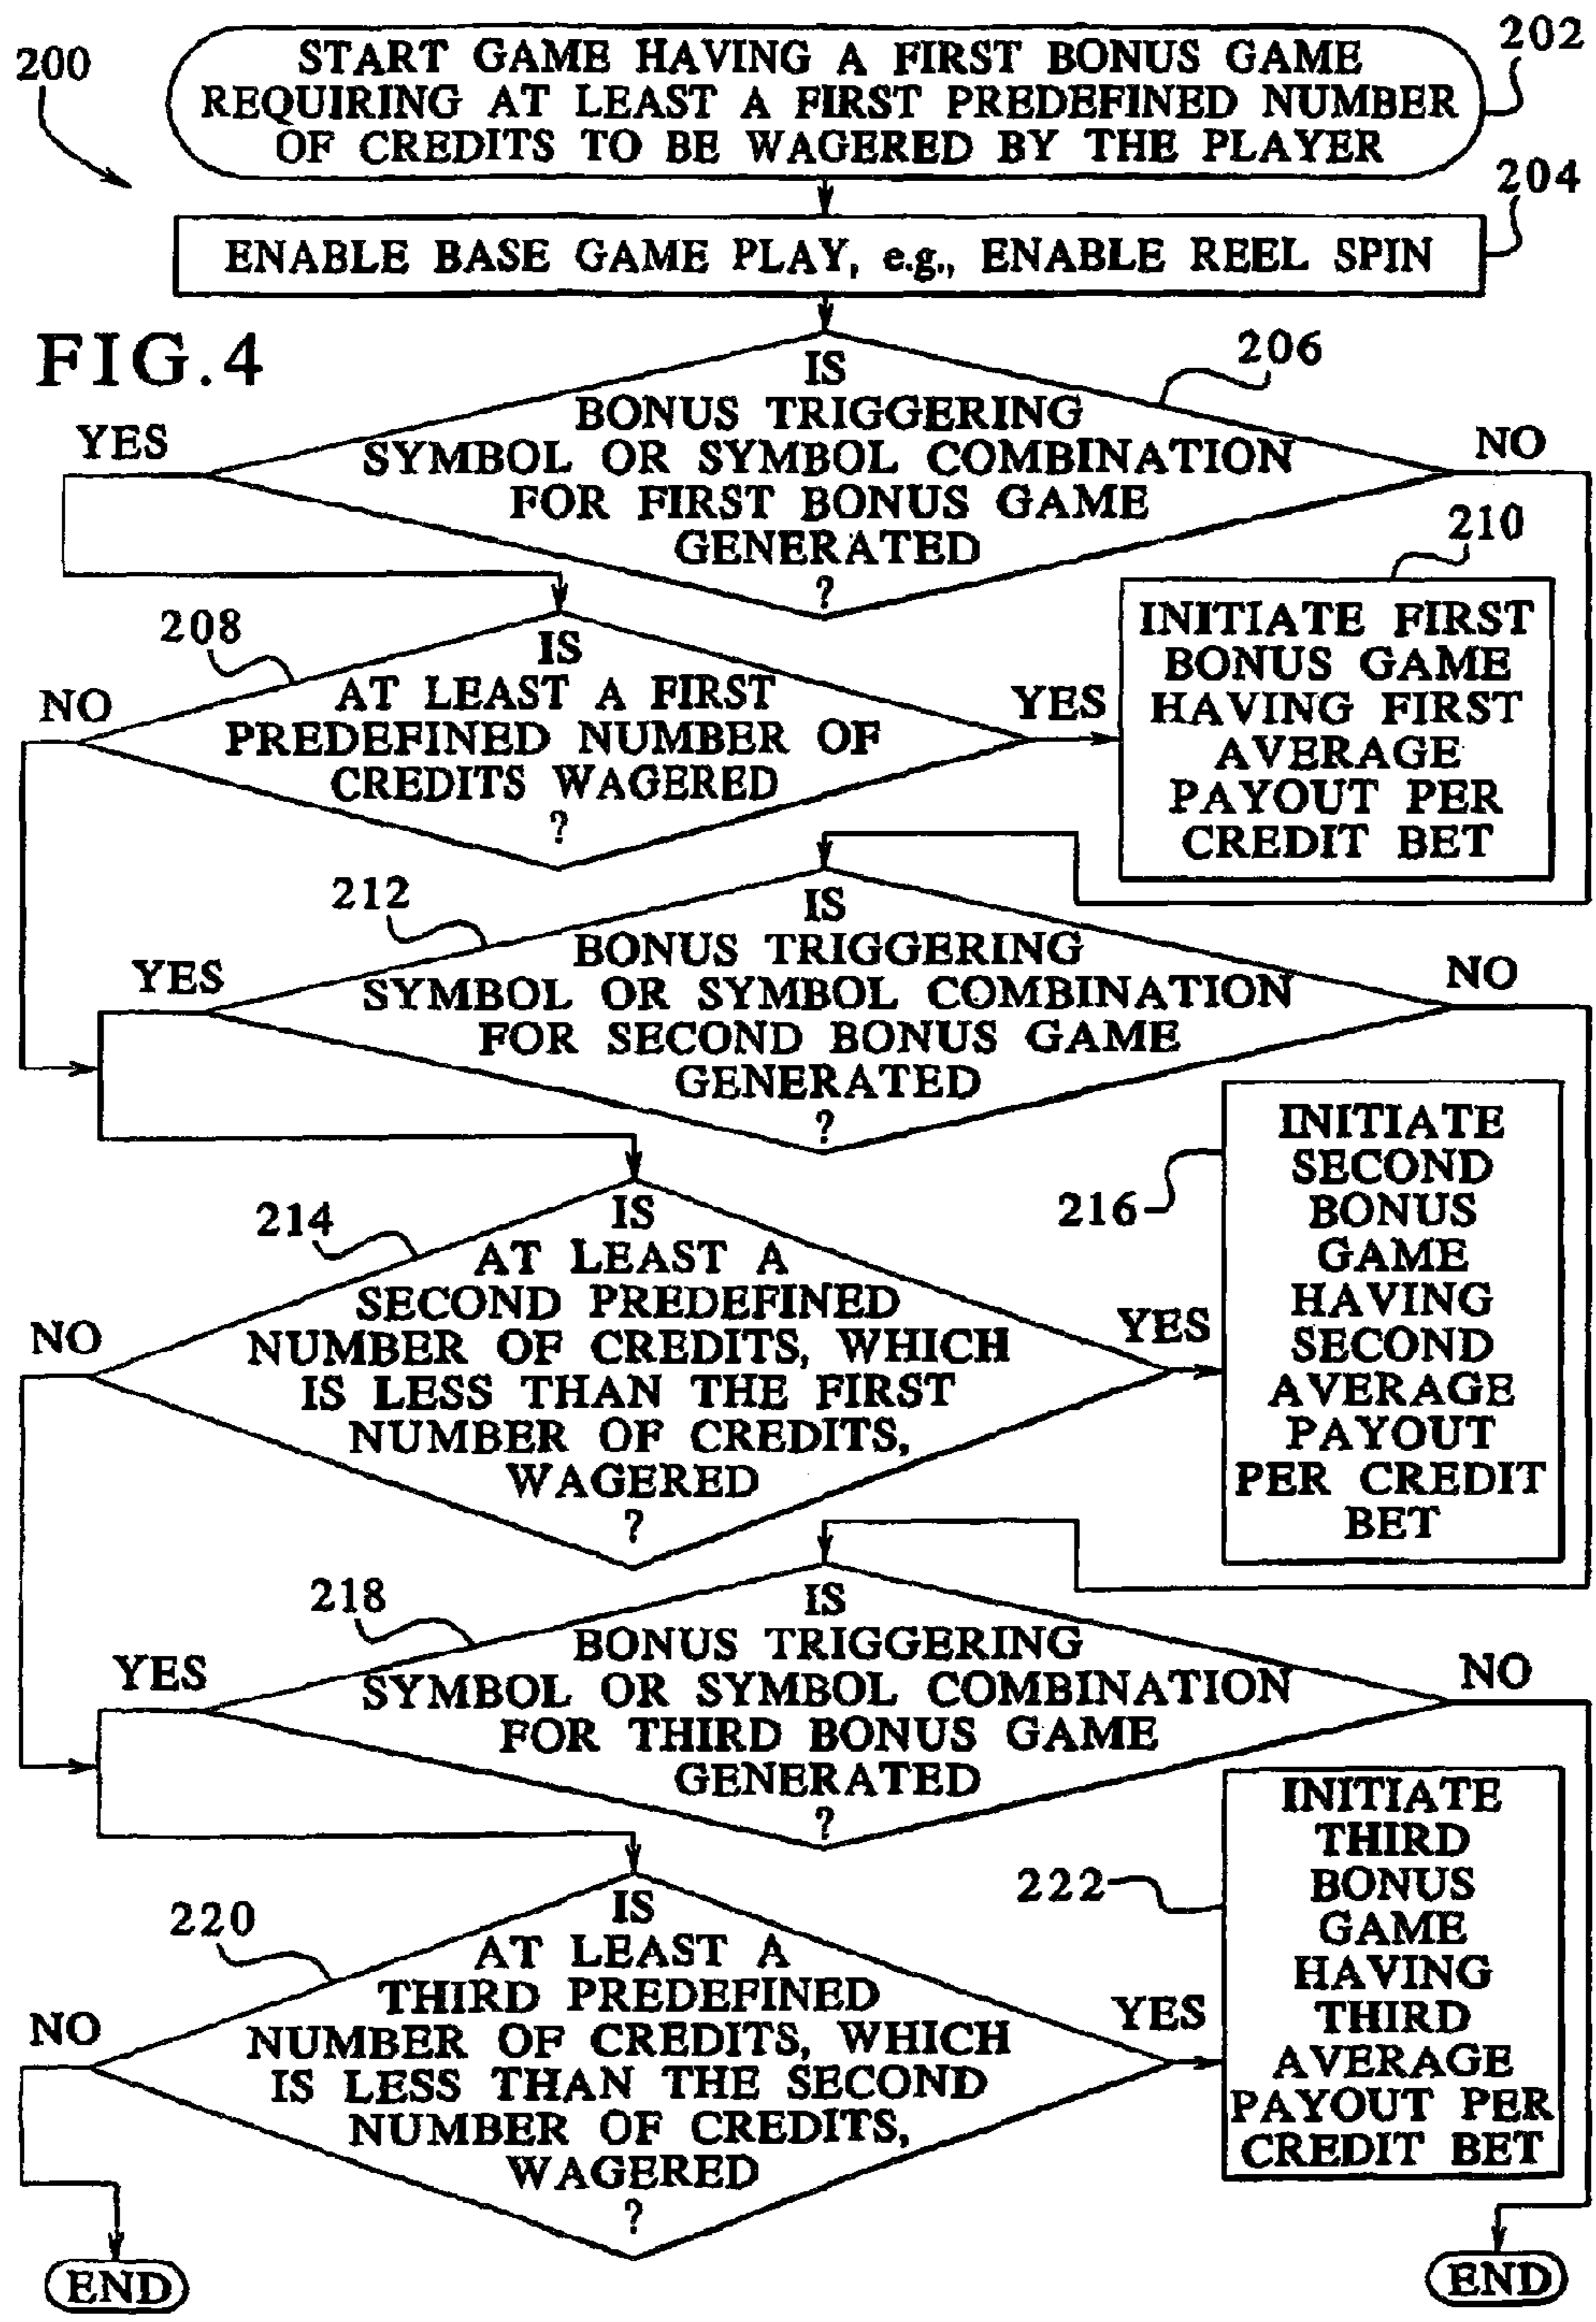 200
START GAME HAVING A FIRST BONUS GAME
REQUIRING AT LEAST A FIRST PREDEFINED NUMBER
OF CREDITS TO BE WAGERED BY THE PLAYER
202
204
ENABLE BASE GAME PLAY, e.g., ENABLE REEL SPIN
FIG.4
206
IS
BONUS TRIGGERING
SYMBOL OR SYMBOL COMBINATION
FOR FIRST BONUS GAME
GENERATED
?
YES
NO
208
IS
AT LEAST A FIRST
PREDEFINED NUMBER OF
CREDITS WAGERED
?
NO
YES
210
INITIATE FIRST
BONUS GAME
HAVING FIRST
AVERAGE
PAYOUT PER
CREDIT BET
212
IS
BONUS TRIGGERING
SYMBOL OR SYMBOL COMBINATION
FOR SECOND BONUS GAME
GENERATED
?
YES
NO
214
IS
AT LEAST A
SECOND PREDEFINED
NUMBER OF CREDITS, WHICH
IS LESS THAN THE FIRST
NUMBER OF CREDITS,
WAGERED
?
NO
YES
216
INITIATE
SECOND
BONUS
GAME
HAVING
SECOND
AVERAGE
PAYOUT
PER CREDIT
BET
218
IS
BONUS TRIGGERING
SYMBOL OR SYMBOL COMBINATION
FOR THIRD BONUS GAME
GENERATED
?
YES
NO
220
IS
AT LEAST A
THIRD PREDEFINED
NUMBER OF CREDITS, WHICH
IS LESS THAN THE SECOND
NUMBER OF CREDITS,
WAGERED
?
NO
YES
222
INITIATE
THIRD
BONUS
GAME
HAVING
THIRD
AVERAGE
PAYOUT PER
CREDIT BET
END
END